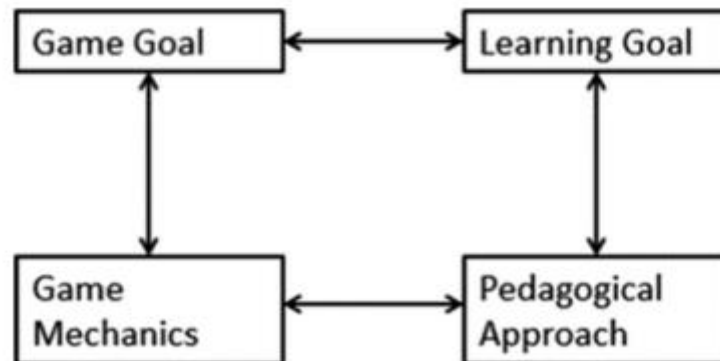 Game Goal
Learning Goal
Game
Mechanics
Pedagogical
Approach